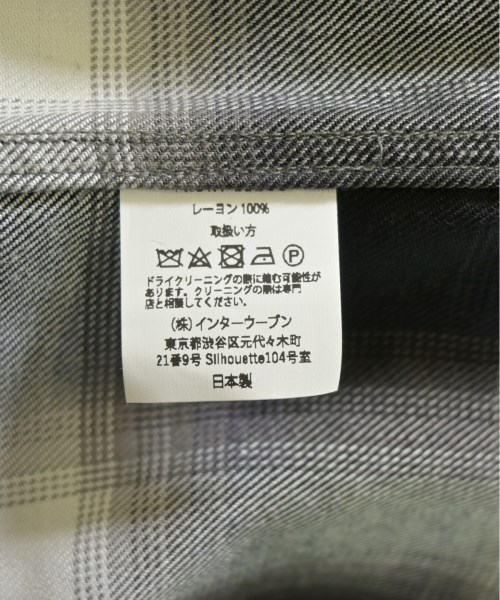 レーヨン 100%
取扱い方
P
ドライクリーニングの際に縮む可能性が
あります。クリーニングの際は専門
店と相談してください。
(株)インターウーブン
東京都渋谷区元代々木町
21番9号 Silhouette104号室
日本製